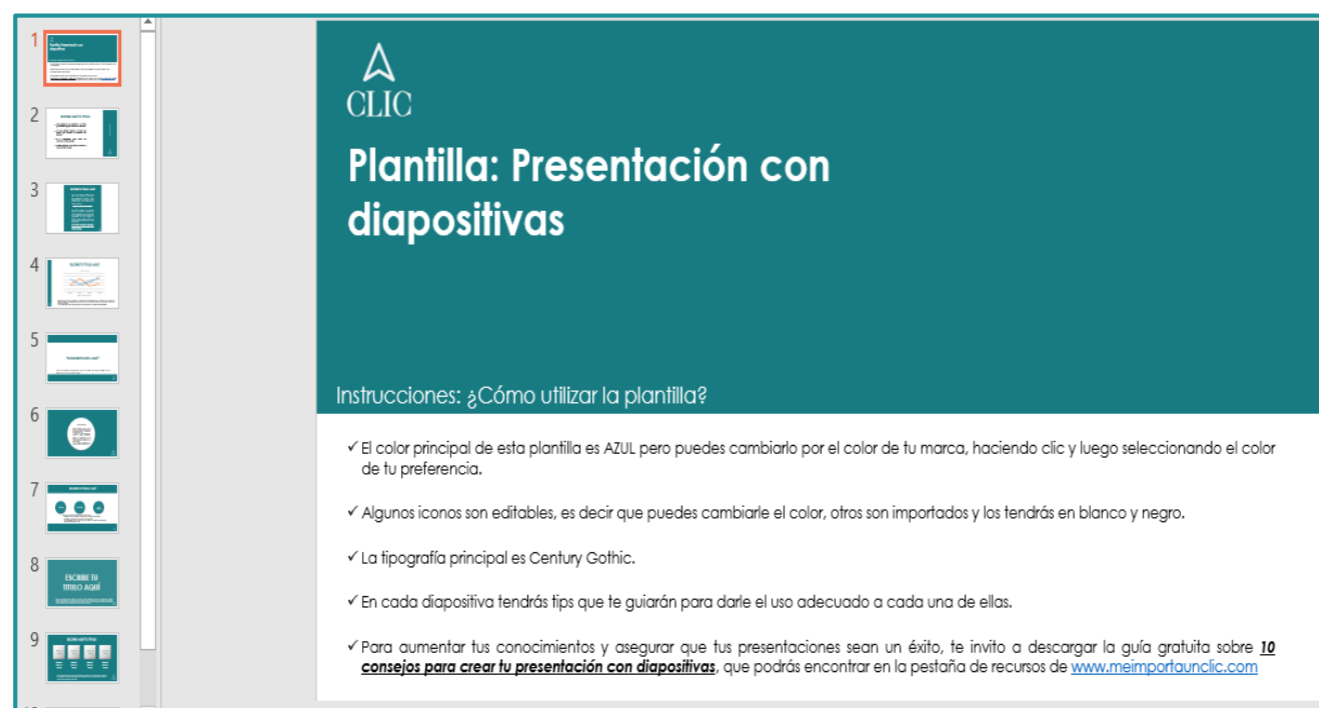 1
2
3
4
5
6
7
8
ESCRIBE TU
TITULO AQUÍ
9
CLIC
Plantilla: Presentación con
diapositivas
Instrucciones: ¿Cómo utilizar la plantilla?
✓ El color principal de esta plantilla es AZUL pero puedes cambiarlo por el color de tu marca, haciendo clic y luego seleccionando el color
de tu preferencia.
✓ Algunos iconos son editables, es decir que puedes cambiarle el color, otros son importados y los tendrás en blanco y negro.
✓ La tipografía principal es Century Gothic.
✓ En cada diapositiva tendrás tips que te guiarán para darle el uso adecuado a cada una de ellas.
✓ Para aumentar tus conocimientos y asegurar que tus presentaciones sean un éxito, te invito a descargar la guía gratuita sobre 10
consejos para crear tu presentación con diapositivas, que podrás encontrar en la pestaña de recursos de www.meimportaunclic.com